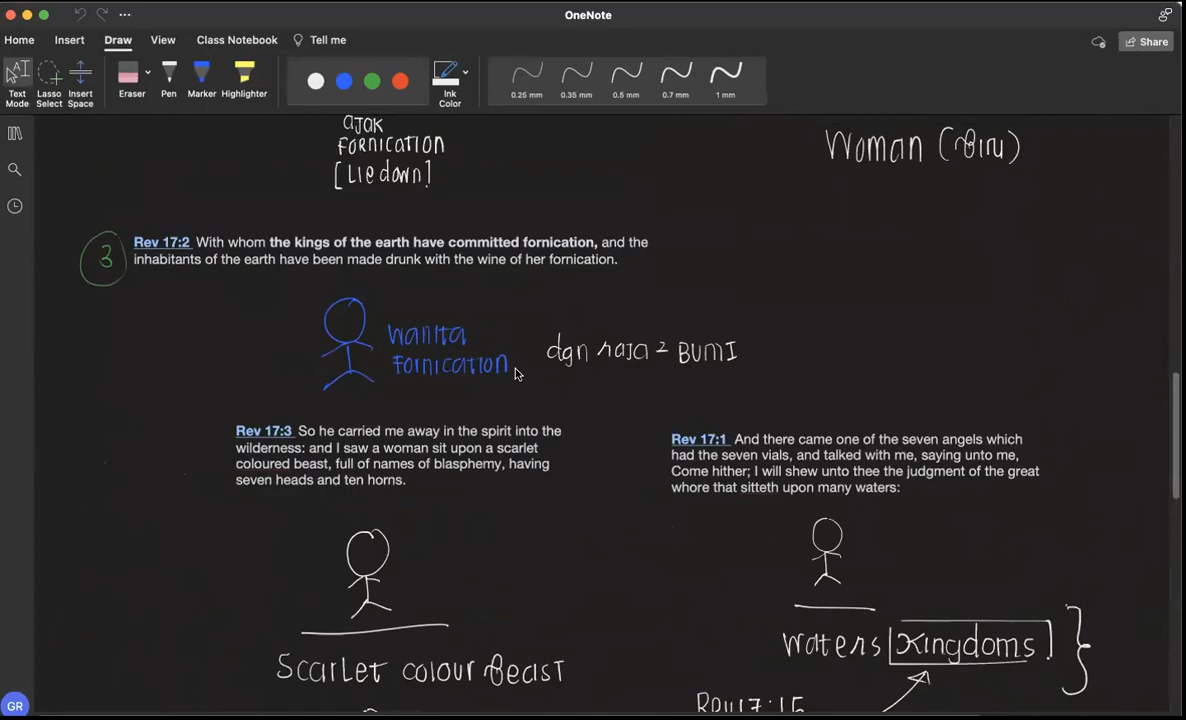 OneNote
Home Insert Draw View Class Notebook Tell me
Share
Text Mode
Lasso Select
Insert Space
Eraser
Pen
Marker
Highlighter
Ink Color
0.25 mm
0.35 mm
0.5 mm
0.7 mm
1 mm
AJAK
FORNICATION
[Lie down]
Woman (Biru)
3
Rev 17:2 With whom the kings of the earth have committed fornication, and the
inhabitants of the earth have been made drunk with the wine of her fornication.
wanita
fornication
dgn raja2 BUMI
Rev 17:3 So he carried me away in the spirit into the
wilderness: and I saw a woman sit upon a scarlet
coloured beast, full of names of blasphemy, having
seven heads and ten horns.
Rev 17:1 And there came one of the seven angels which
had the seven vials, and talked with me, saying unto me,
Come hither; I will shew unto thee the judgment of the great
whore that sitteth upon many waters:
Scarlet colour Beast
waters [Kingdoms]
Rev 17:15
GR